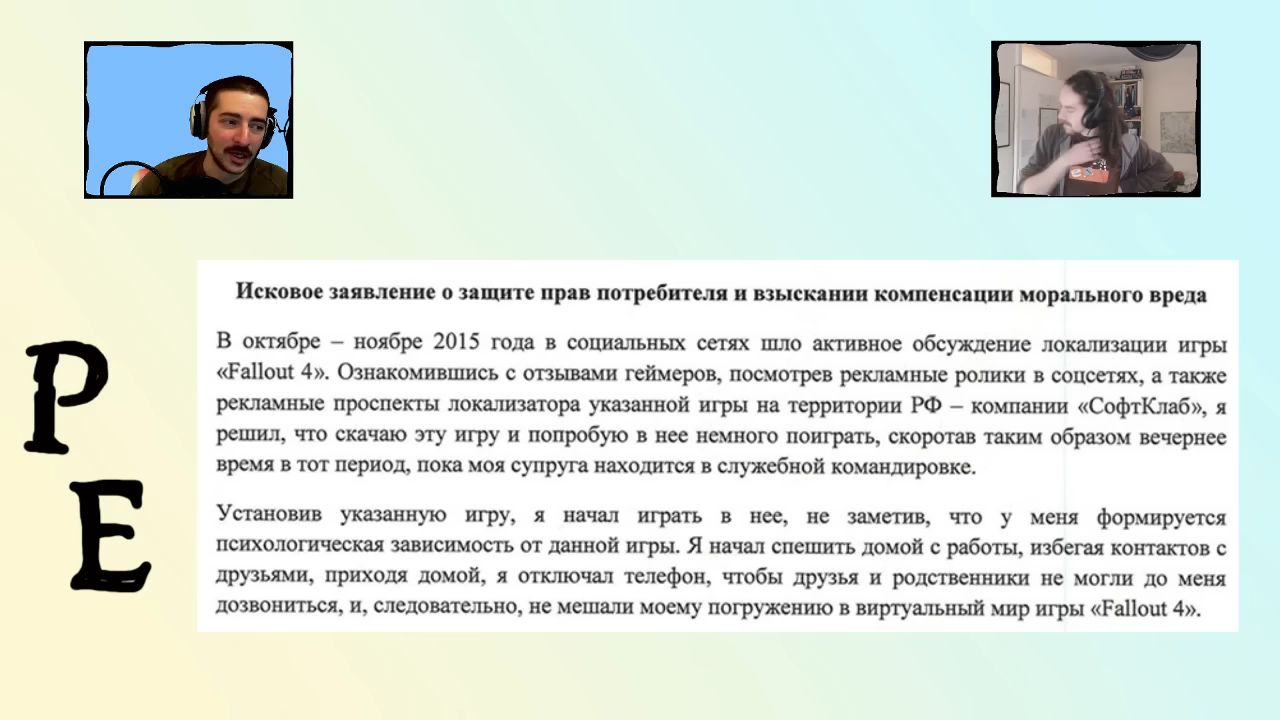 Исковое заявление о защите прав потребителя и взыскании компенсации морального вреда
В октябре – ноябре 2015 года в социальных сетях шло активное обсуждение локализации игры
«Fallout 4». Ознакомившись с отзывами геймеров, посмотрев рекламные ролики в соцсетях, а также
рекламные проспекты локализатора указанной игры на территории РФ – компании «СофтКлаб», я
решил, что скачаю эту игру и попробую в нее немного поиграть, скоротав таким образом вечернее
время в тот период, пока моя супруга находится в служебной командировке.
Установив указанную игру, я начал играть в нее, не заметив, что у меня формируется
психологическая зависимость от данной игры. Я начал спешить домой с работы, избегая контактов с
друзьями, приходя домой, я отключал телефон, чтобы друзья и родственники не могли до меня
дозвониться, и, следовательно, не мешали моему погружению в виртуальный мир игры «Fallout 4».
P
E